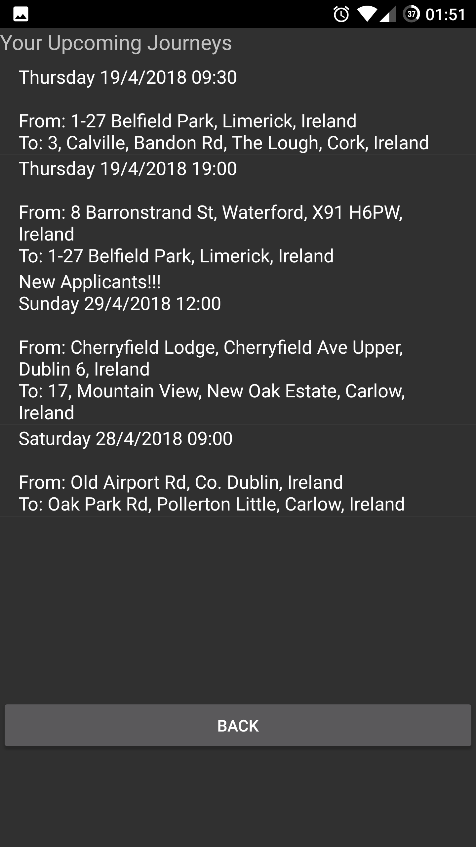 37 01:51
Your Upcoming Journeys
Thursday 19/4/2018 09:30
From: 1-27 Belfield Park, Limerick, Ireland
To: 3, Calville, Bandon Rd, The Lough, Cork, Ireland
Thursday 19/4/2018 19:00
From: 8 Barronstrand St, Waterford, X91 H6PW,
Ireland
To: 1-27 Belfield Park, Limerick, Ireland
New Applicants!!!
Sunday 29/4/2018 12:00
From: Cherryfield Lodge, Cherryfield Ave Upper,
Dublin 6, Ireland
To: 17, Mountain View, New Oak Estate, Carlow,
Ireland
Saturday 28/4/2018 09:00
From: Old Airport Rd, Co. Dublin, Ireland
To: Oak Park Rd, Pollerton Little, Carlow, Ireland
BACK